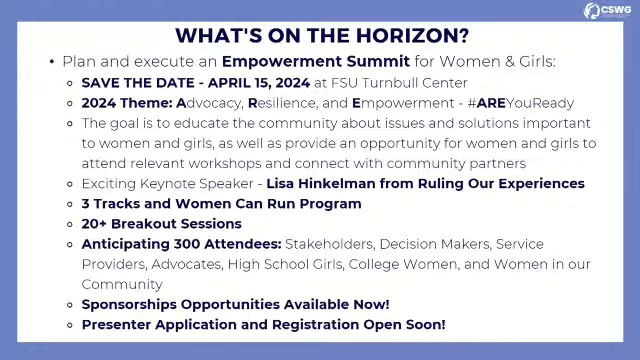 CSWG
WHAT'S ON THE HORIZON?
• Plan and execute an Empowerment Summit for Women & Girls:
SAVE THE DATE - APRIL 15, 2024 at FSU Turnbull Center
2024 Theme: Advocacy, Resilience, and Empowerment - #AREYouReady
The goal is to educate the community about issues and solutions important
to women and girls, as well as provide an opportunity for women and girls to
attend relevant workshops and connect with community partners
Exciting Keynote Speaker - Lisa Hinkelman from Ruling Our Experiences
3 Tracks and Women Can Run Program
20+ Breakout Sessions
Anticipating 300 Attendees: Stakeholders, Decision Makers, Service
Providers, Advocates, High School Girls, College Women, and Women in our
Community
Sponsorships Opportunities Available Now!
Presenter Application and Registration Open Soon!